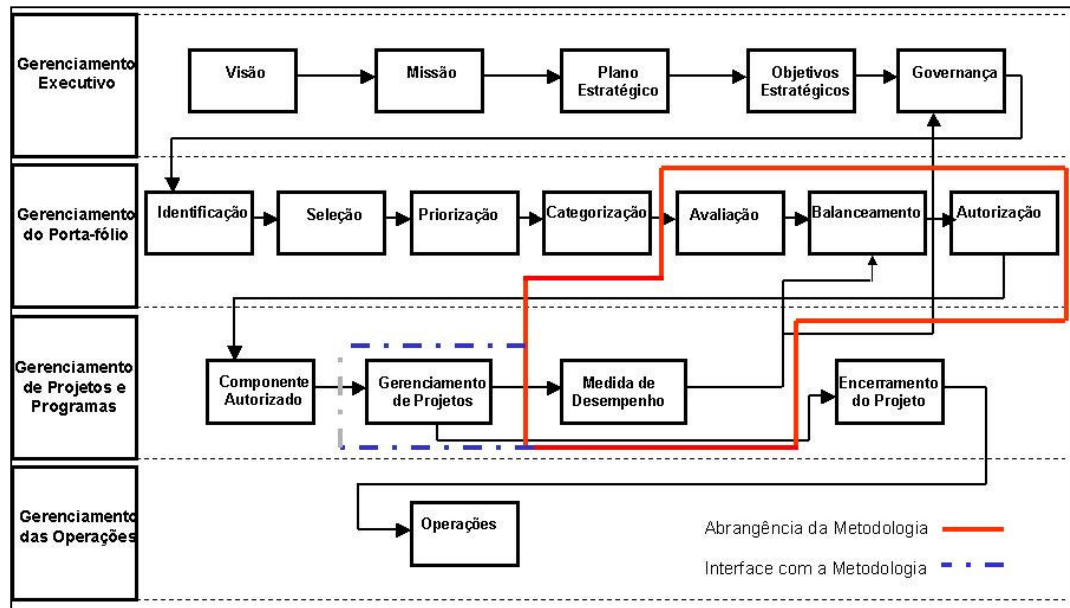 Gerenciamento
Executivo
Visão
Missão
Plano
Estratégico
Objetivos
Estratégicos
Governança
Gerenciamento
do Porta-fólio
Identificação
Seleção
Priorização
Categorização
Avaliação
Balanceamento
Autorização
Gerenciamento
de Projetos e
Programas
Componente
Autorizado
Gerenciamento
de Projetos
Medida de
Desempenho
Encerramento
do Projeto
Gerenciamento
das Operações
Operações
Abrangência da Metodologia
Interface com a Metodologia